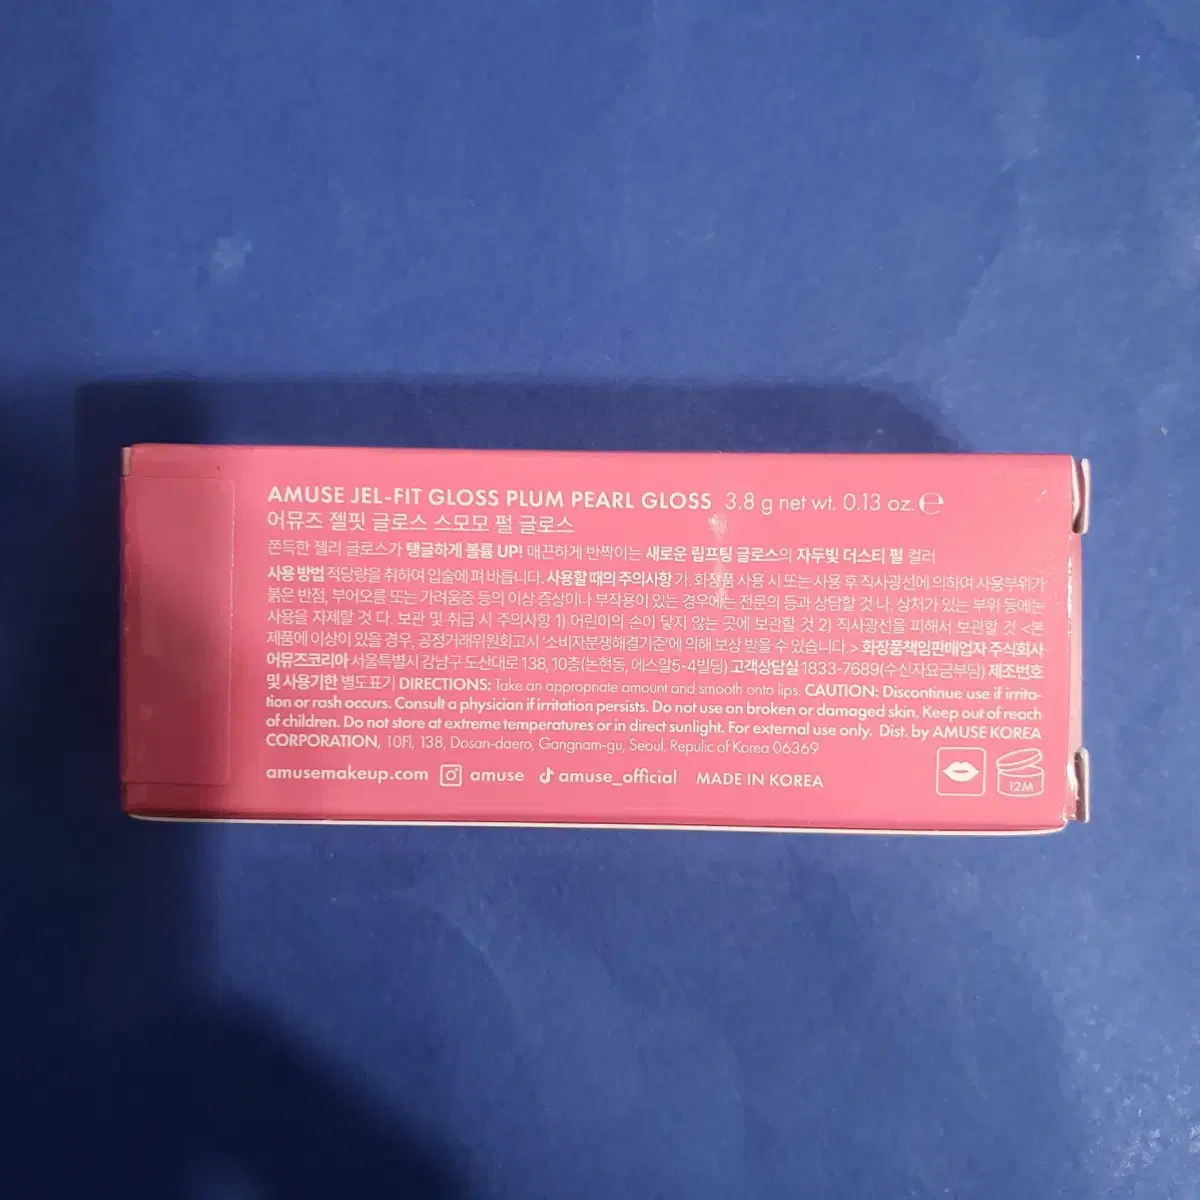 AMUSE JEL-FIT GLOSS PLUM PEARL GLOSS 3.8 g net wt. 0.13 oz. ℮
어뮤즈 젤핏 글로스 스모모 펄 글로스
쫀득한 젤리 글로스가 탱글하게 볼륨 UP! 매끈하게 반짝이는 새로운 립프팅 글로스의 자두빛 더스티 펄 컬러
사용 방법 적당량을 취하여 입술에 펴 바릅니다. 사용할 때의 주의사항 가. 화장품 사용 시 또는 사용 후 직사광선에 의하여 사용부위가
붉은 반점, 부어오름 또는 가려움증 등의 이상 증상이나 부작용이 있는 경우에는 전문의 등과 상담할 것 나. 상처가 있는 부위 등에는
사용을 자제할 것 다. 보관 및 취급 시 주의사항 1) 어린이의 손이 닿지 않는 곳에 보관할 것 2) 직사광선을 피해서 보관할 것 <본
제품에 이상이 있을 경우, 공정거래위원회고시 '소비자분쟁해결기준'에 의해 보상 받을 수 있습니다.> 화장품책임판매업자 주식회사
어뮤즈코리아 서울특별시 강남구 도산대로 138, 10층(논현동, 에스알5-4빌딩) 고객상담실 1833-7689(수신자요금부담) 제조번호
및 사용기한 별도표기 DIRECTIONS: Take an appropriate amount and smooth onto lips. CAUTION: Discontinue use if irrita-
tion or rash occurs. Consult a physician if irritation persists. Do not use on broken or damaged skin. Keep out of reach
of children. Do not store at extreme temperatures or in direct sunlight. For external use only. Dist. by AMUSE KOREA
CORPORATION, 10Fl, 138, Dosan-daero, Gangnam-gu, Seoul, Repulic of Korea 06369
amusemakeup.com amuse amuse_official MADE IN KOREA
12M